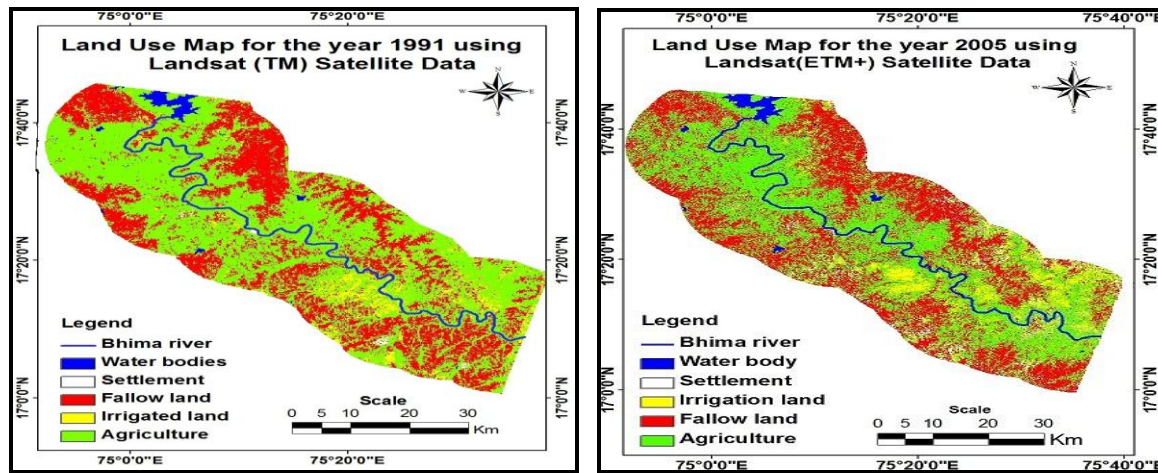 75°0'0"E 75°20'0"E
Land Use Map for the year 1991 using
Landsat (TM) Satellite Data
N
W E
S
17°40'0"N 17°40'0"N
17°20'0"N 17°20'0"N
17°0'0"N 17°0'0"N
Legend
Bhima river
Water bodies
Settlement
Fallow land
Irrigated land
Agriculture
Scale
0 5 10 20 30
Km
75°0'0"E 75°20'0"E
75°0'0"E 75°20'0"E 75°40'0"E
Land Use Map for the year 2005 using
Landsat(ETM+) Satellite Data
N
W E
S
17°40'0"N 17°40'0"N
17°20'0"N 17°20'0"N
17°0'0"N 17°0'0"N
Legend
Bhima river
Water body
Settlement
Irrigation land
Fallow land
Agriculture
Scale
0 5 10 20 30
Km
75°0'0"E 75°20'0"E 75°40'0"E